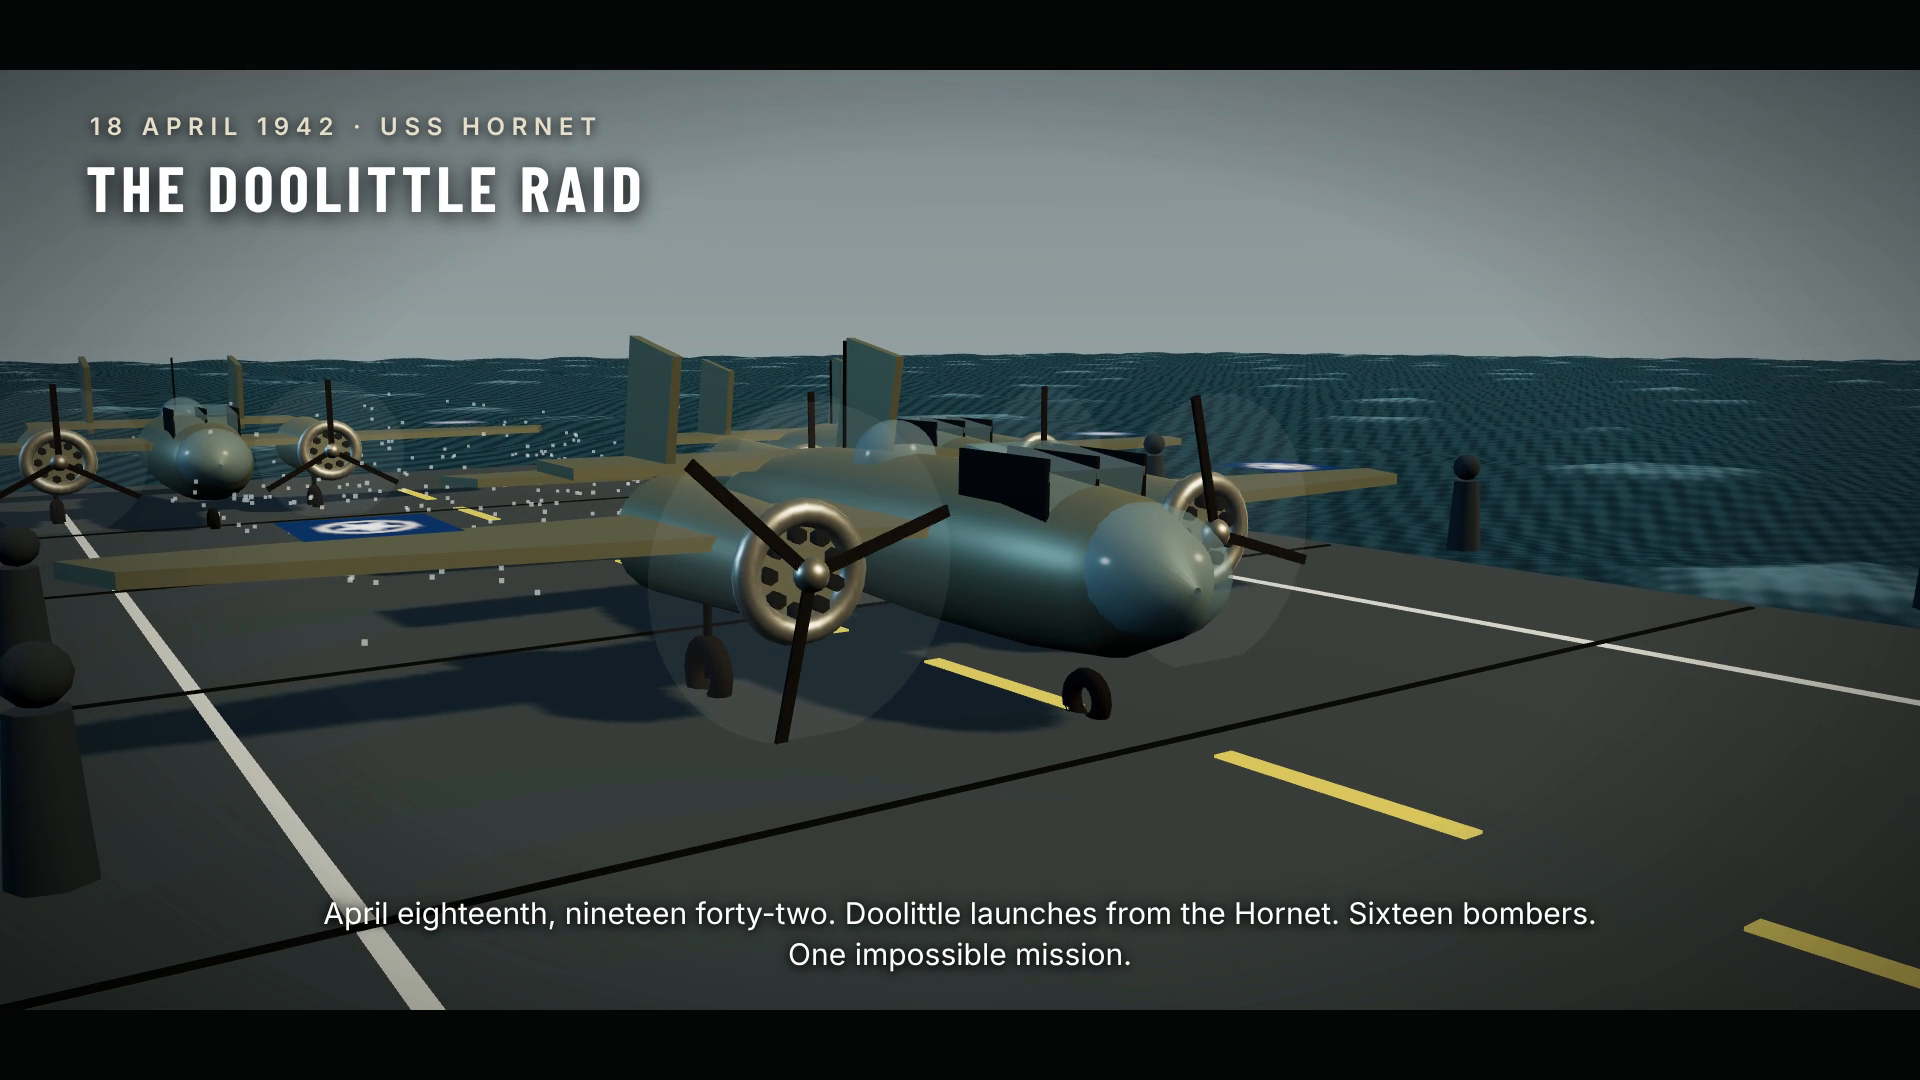 18 APRIL 1942 · USS HORNET
THE DOOLITTLE RAID
April eighteenth, nineteen forty-two. Doolittle launches from the Hornet. Sixteen bombers.
One impossible mission.